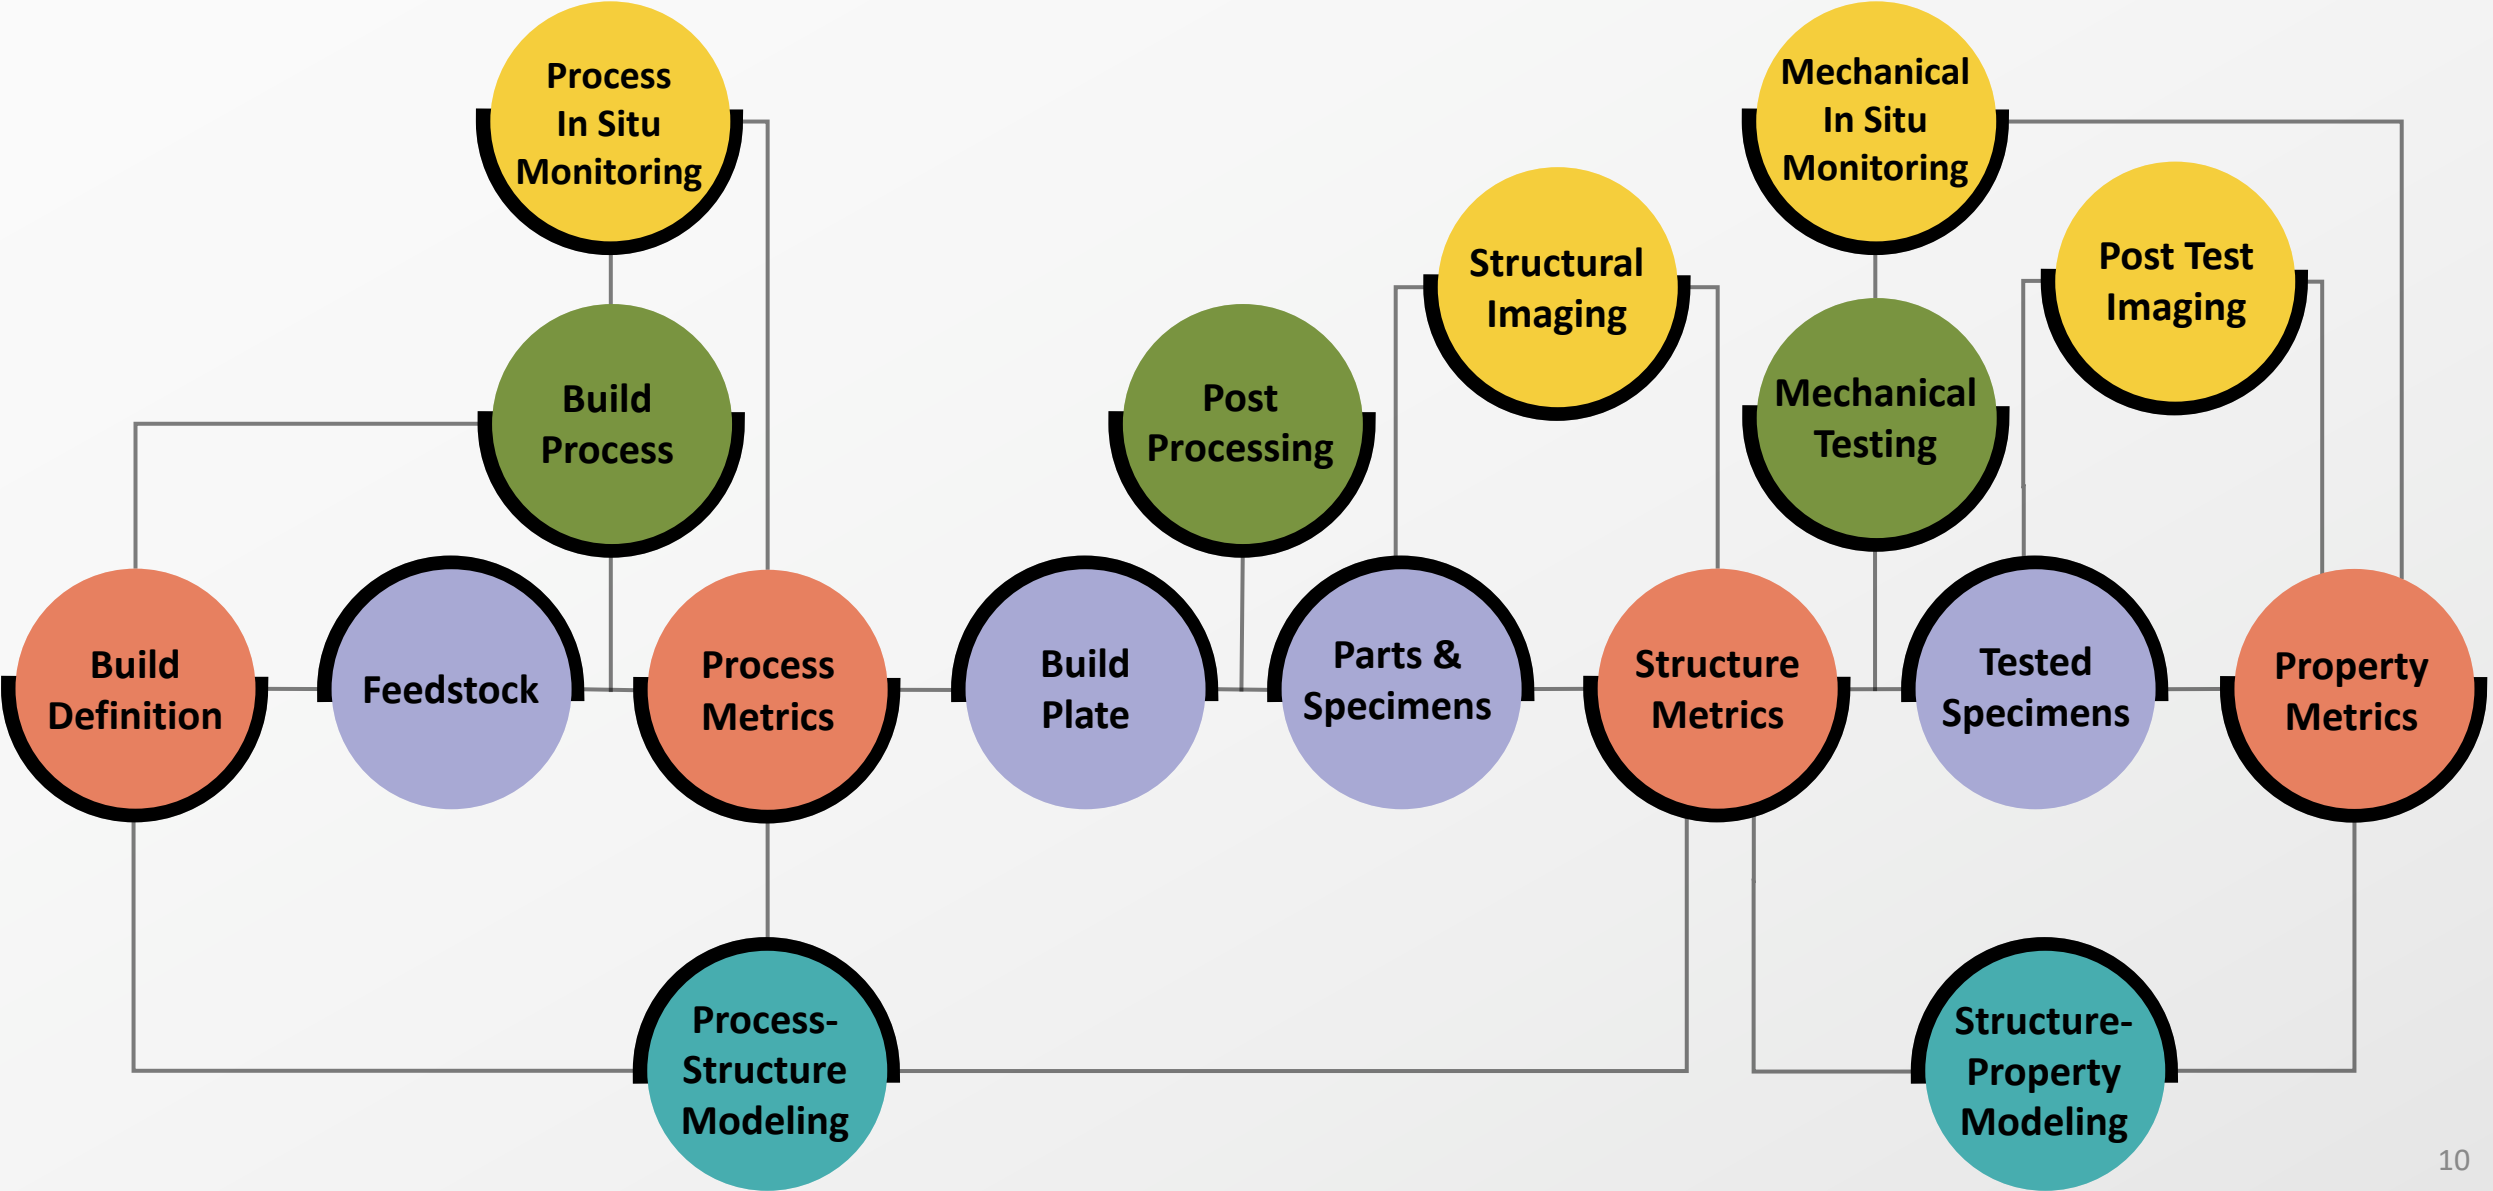 Process
In Situ
Monitoring
Mechanical
In Situ
Monitoring
Structural
Imaging
Post Test
Imaging
Build
Process
Post
Processing
Mechanical
Testing
Build
Definition
Feedstock
Process
Metrics
Build
Plate
Parts &
Specimens
Structure
Metrics
Tested
Specimens
Property
Metrics
Process-
Structure
Modeling
Structure-
Property
Modeling
10